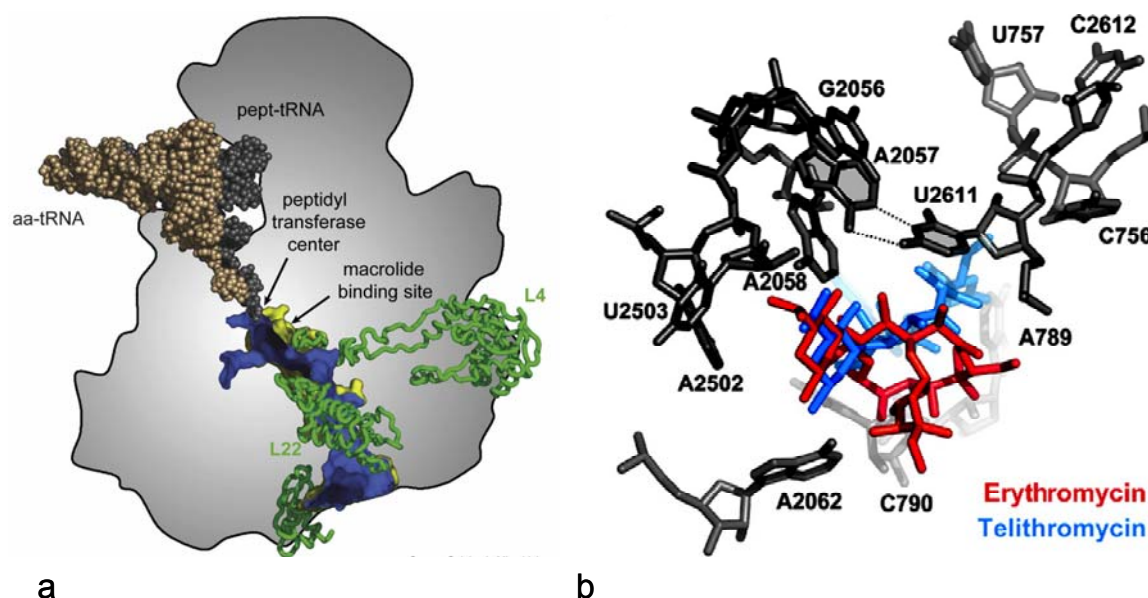 pept-tRNA
aa-tRNA
peptidyl
transferase
center
macrolide
binding site
L4
L22
a
U757
C2612
G2056
A2057
U2611
C756
A2058
U2503
A789
A2502
A2062
C790
Erythromycin
Telithromycin
b